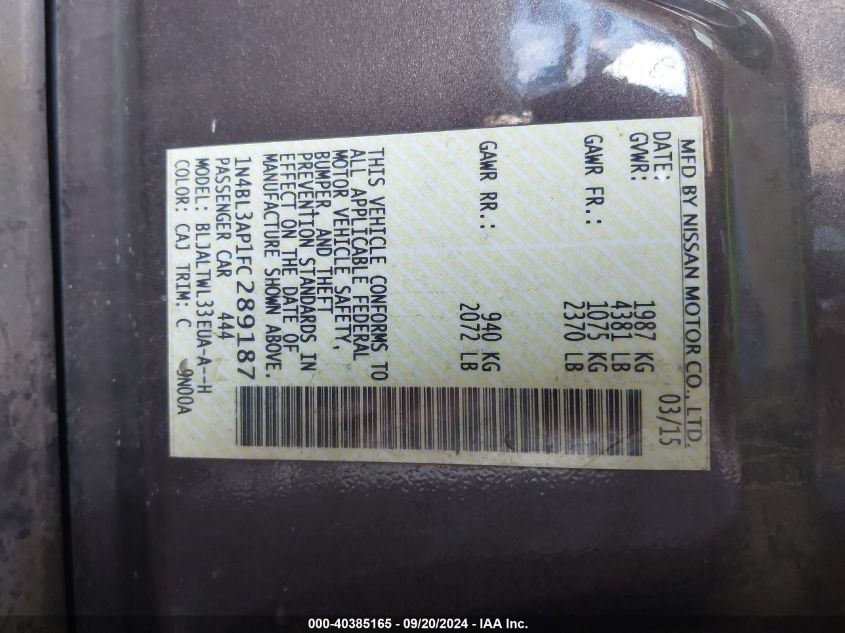 MFD BY NISSAN MOTOR CO., LTD.
DATE: 03/15
GVWR: 1987 KG
4381 LB
GAWR FR.: 1075 KG
2370 LB
GAWR RR.: 940 KG
2072 LB
THIS VEHICLE CONFORMS TO
ALL APPLICABLE FEDERAL
MOTOR VEHICLE SAFETY,
BUMPER, AND THEFT
PREVENTION STANDARDS IN
EFFECT ON THE DATE OF
MANUFACTURE SHOWN ABOVE.
1N4BL3AP1FC289187
PASSENGER CAR 444
MODEL: BLJALTWL33EUA-A--H
COLOR: CAJ TRIM: C 9N00A
000-40385165 - 09/20/2024 - IAA Inc.